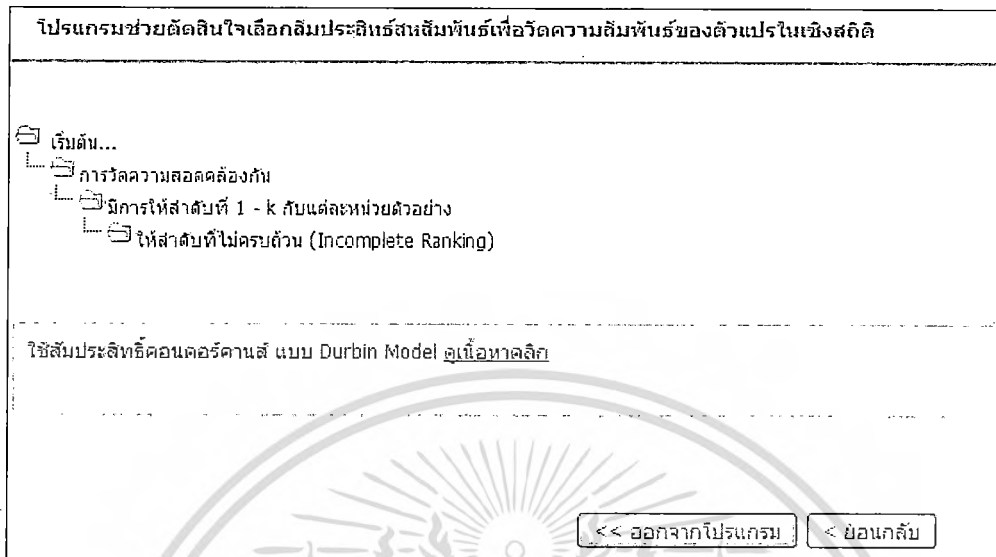 โปรแกรมช่วยตัดสินใจเลือกสัมประสิทธ์สหสัมพันธ์เพื่อวัดความสัมพันธ์ของตัวแปรในเชิงสถิติ
เริ่มต้น...
การวัดความสอดคล้องกัน
มีการให้ลำดับที่ 1 - k กับแต่ละหน่วยตัวอย่าง
ให้ลำดับที่ไม่ครบถ้วน (Incomplete Ranking)
ใช้สัมประสิทธิ์คอนคอร์ดานส์ แบบ Durbin Model ดูเนื้อหาคลิก
<< ออกจากโปรแกรม
< ย้อนกลับ